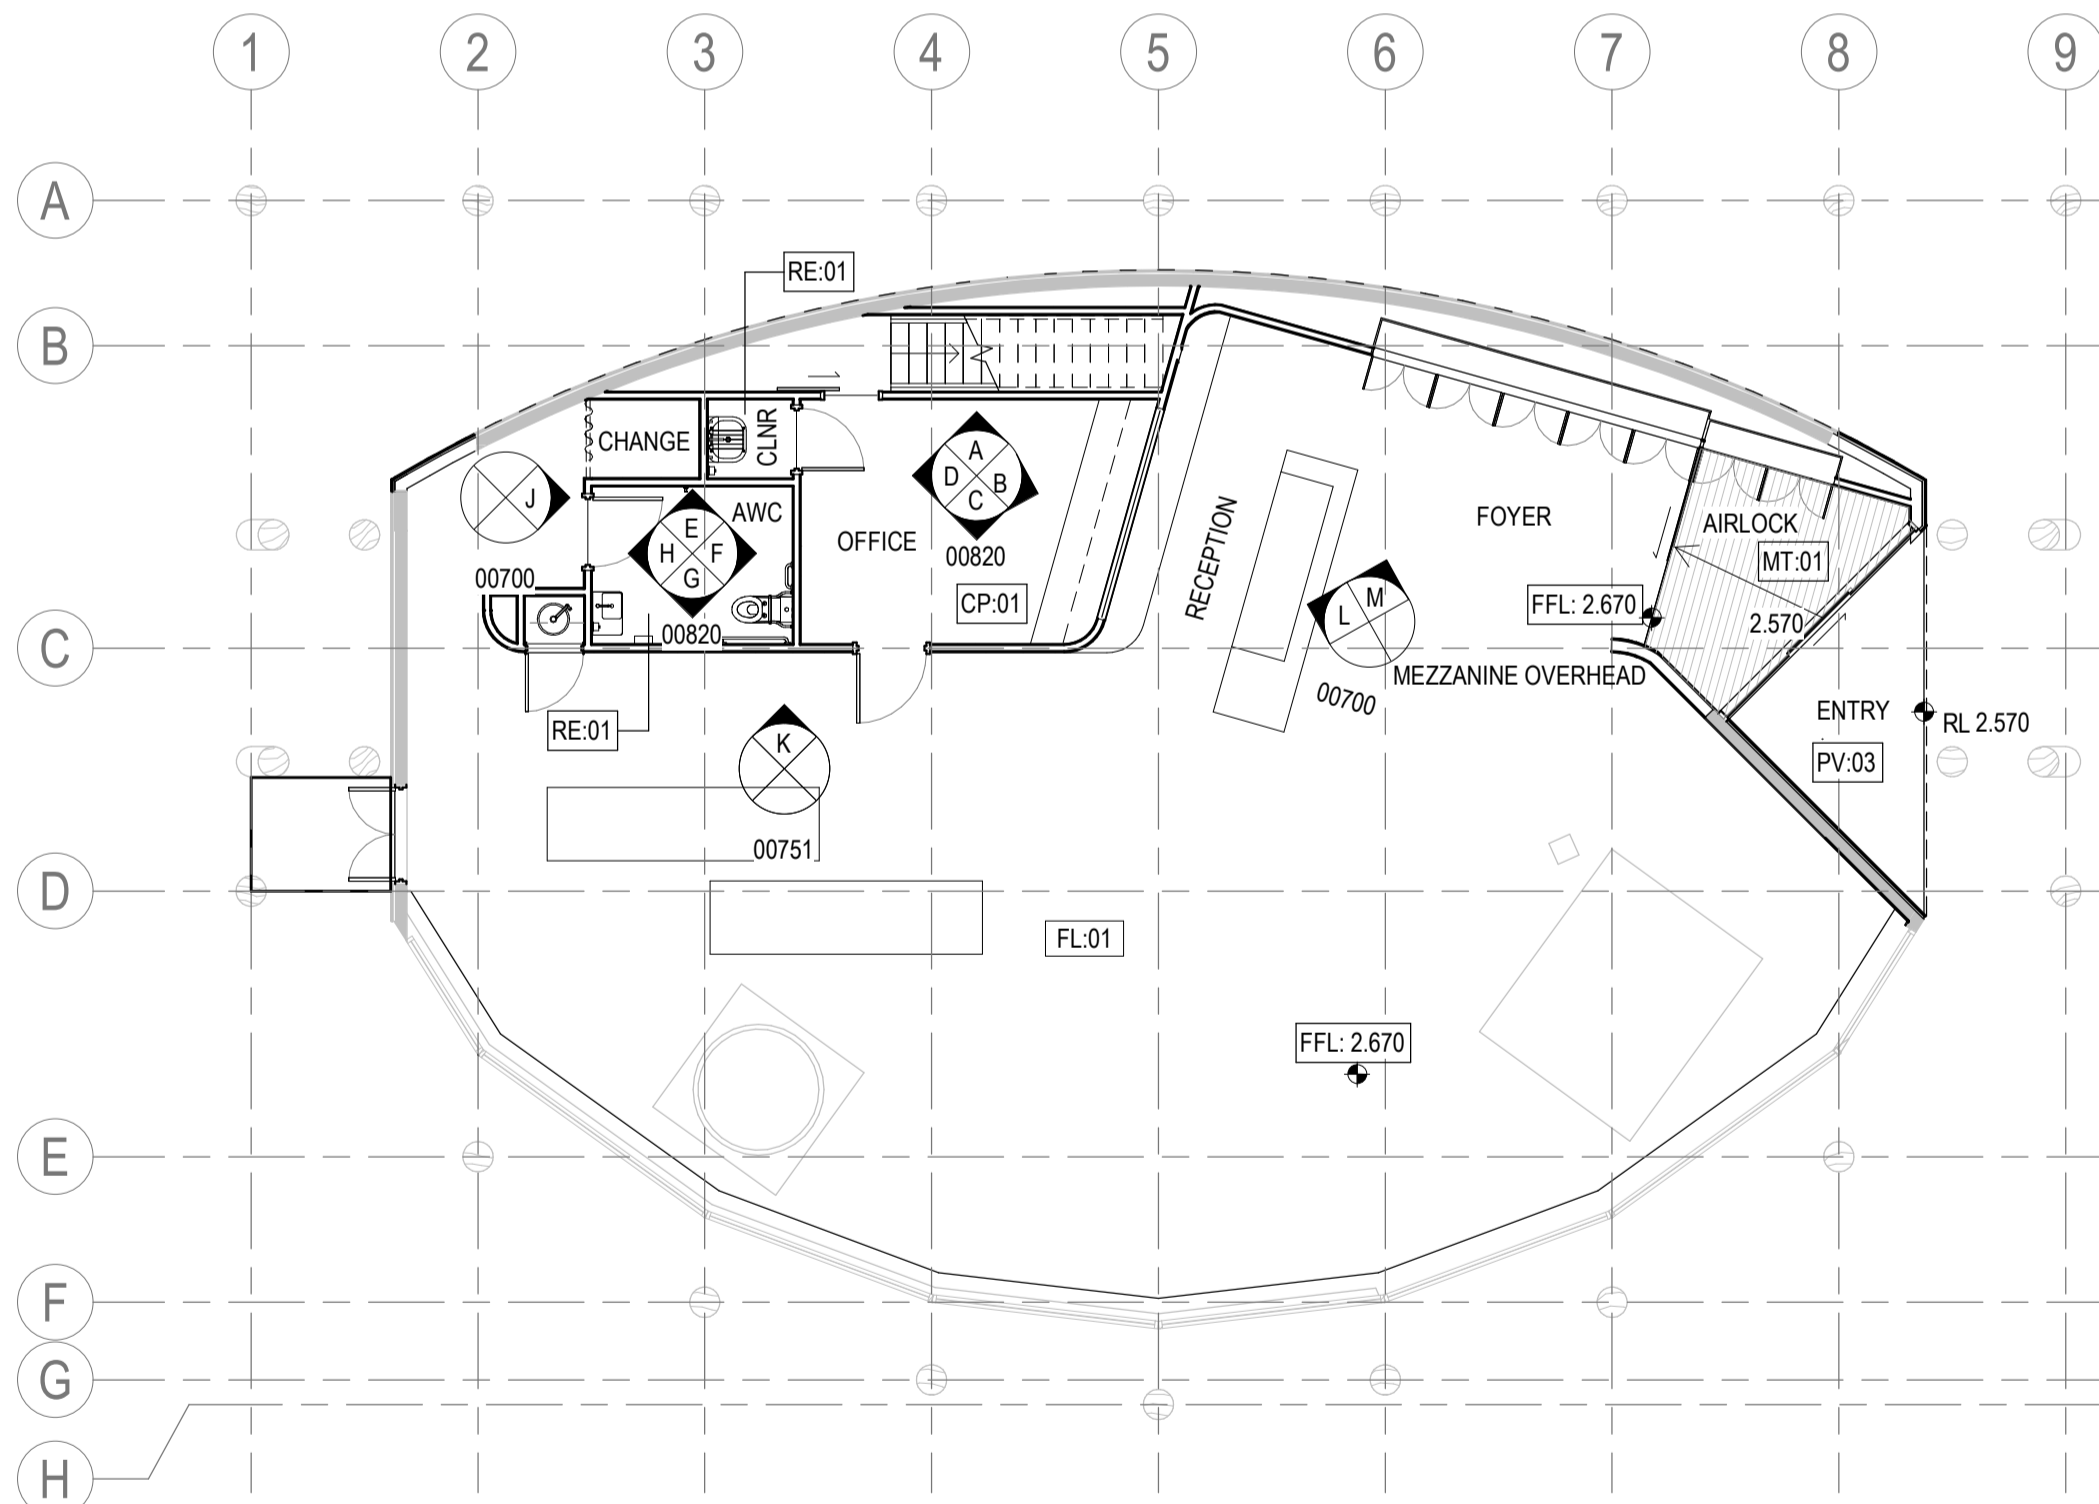 1 2 3 4 5 6 7 8 9
A
RE:01
B
CHANGE
CLNR
J
E
F
G
H
AWC
A
B
C
D
OFFICE
00820
CP:01
RECEPTION
FOYER
AIRLOCK
MT:01
2.570
FFL: 2.670
00700
00820
C
M
L
00700
MEZZANINE OVERHEAD
ENTRY
RL 2.570
PV:03
RE:01
K
00751
D
FL:01
FFL: 2.670
E
F
G
H